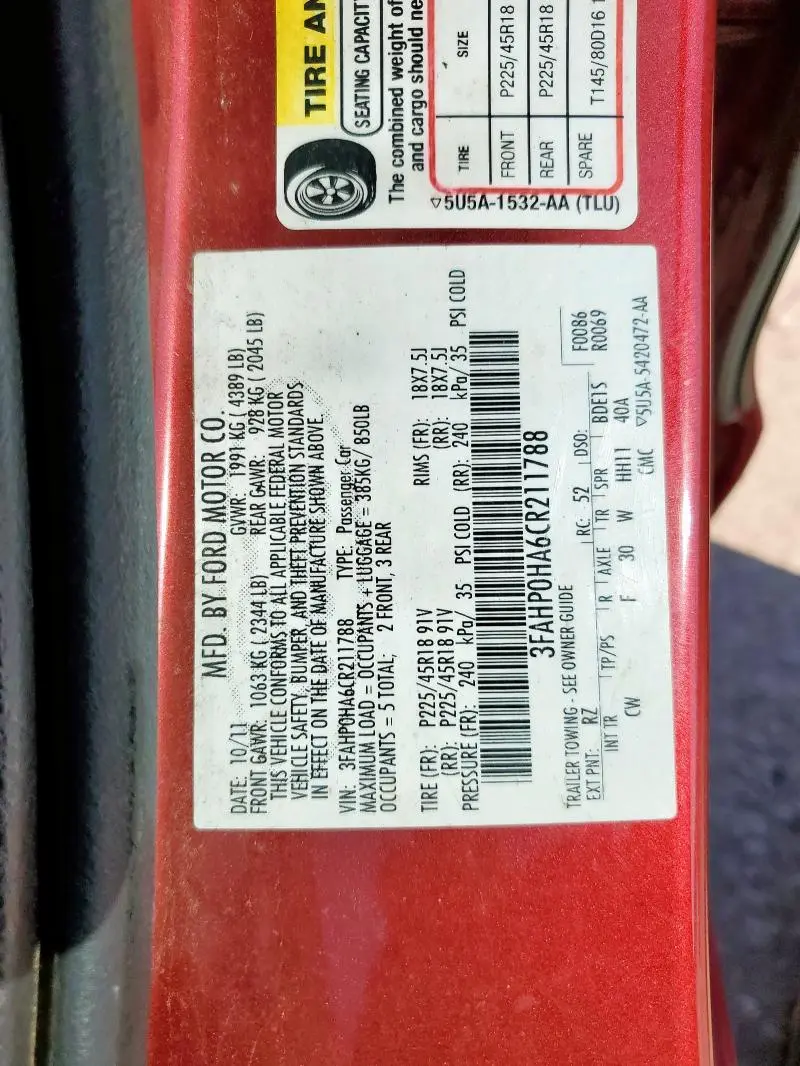 TIRE AN
SEATING CAPACITY
The combined weight of
and cargo should ne
TIRE SIZE
FRONT P225/45R18
REAR P225/45R18
SPARE T145/80D16
▽5U5A-1532-AA (TLU)
MFD. BY FORD MOTOR CO.
DATE: 10/11 GVWR: 1991 KG ( 4389 LB)
FRONT GAWR: 1063 KG ( 2344 LB) REAR GAWR: 928 KG ( 2045 LB)
THIS VEHICLE CONFORMS TO ALL APPLICABLE FEDERAL MOTOR
VEHICLE SAFETY, BUMPER, AND THEFT PREVENTION STANDARDS
IN EFFECT ON THE DATE OF MANUFACTURE SHOWN ABOVE
VIN: 3FAHP0HA6CR211788 TYPE: Passenger Car
MAXIMUM LOAD = OCCUPANTS + LUGGAGE = 385KG/ 850LB
OCCUPANTS = 5 TOTAL; 2 FRONT, 3 REAR
TIRE (FR): P225/45R18 91V RIMS (FR): 18X7.5J
(RR): P225/45R18 91V (RR): 18X7.5J
PRESSURE (FR): 240 kPa/ 35 PSI COLD (RR): 240 kPa/ 35 PSI COLD
3FAHP0HA6CR211788
TRAILER TOWING - SEE OWNER GUIDE
EXT PNT: RZ RC: 52 DSO: F0086
R0069
INT TR TP/PS R AXLE TR SPR BDE1S
CW F 30 W HH11 40A
CMC ▽5U5A-5420472-AA